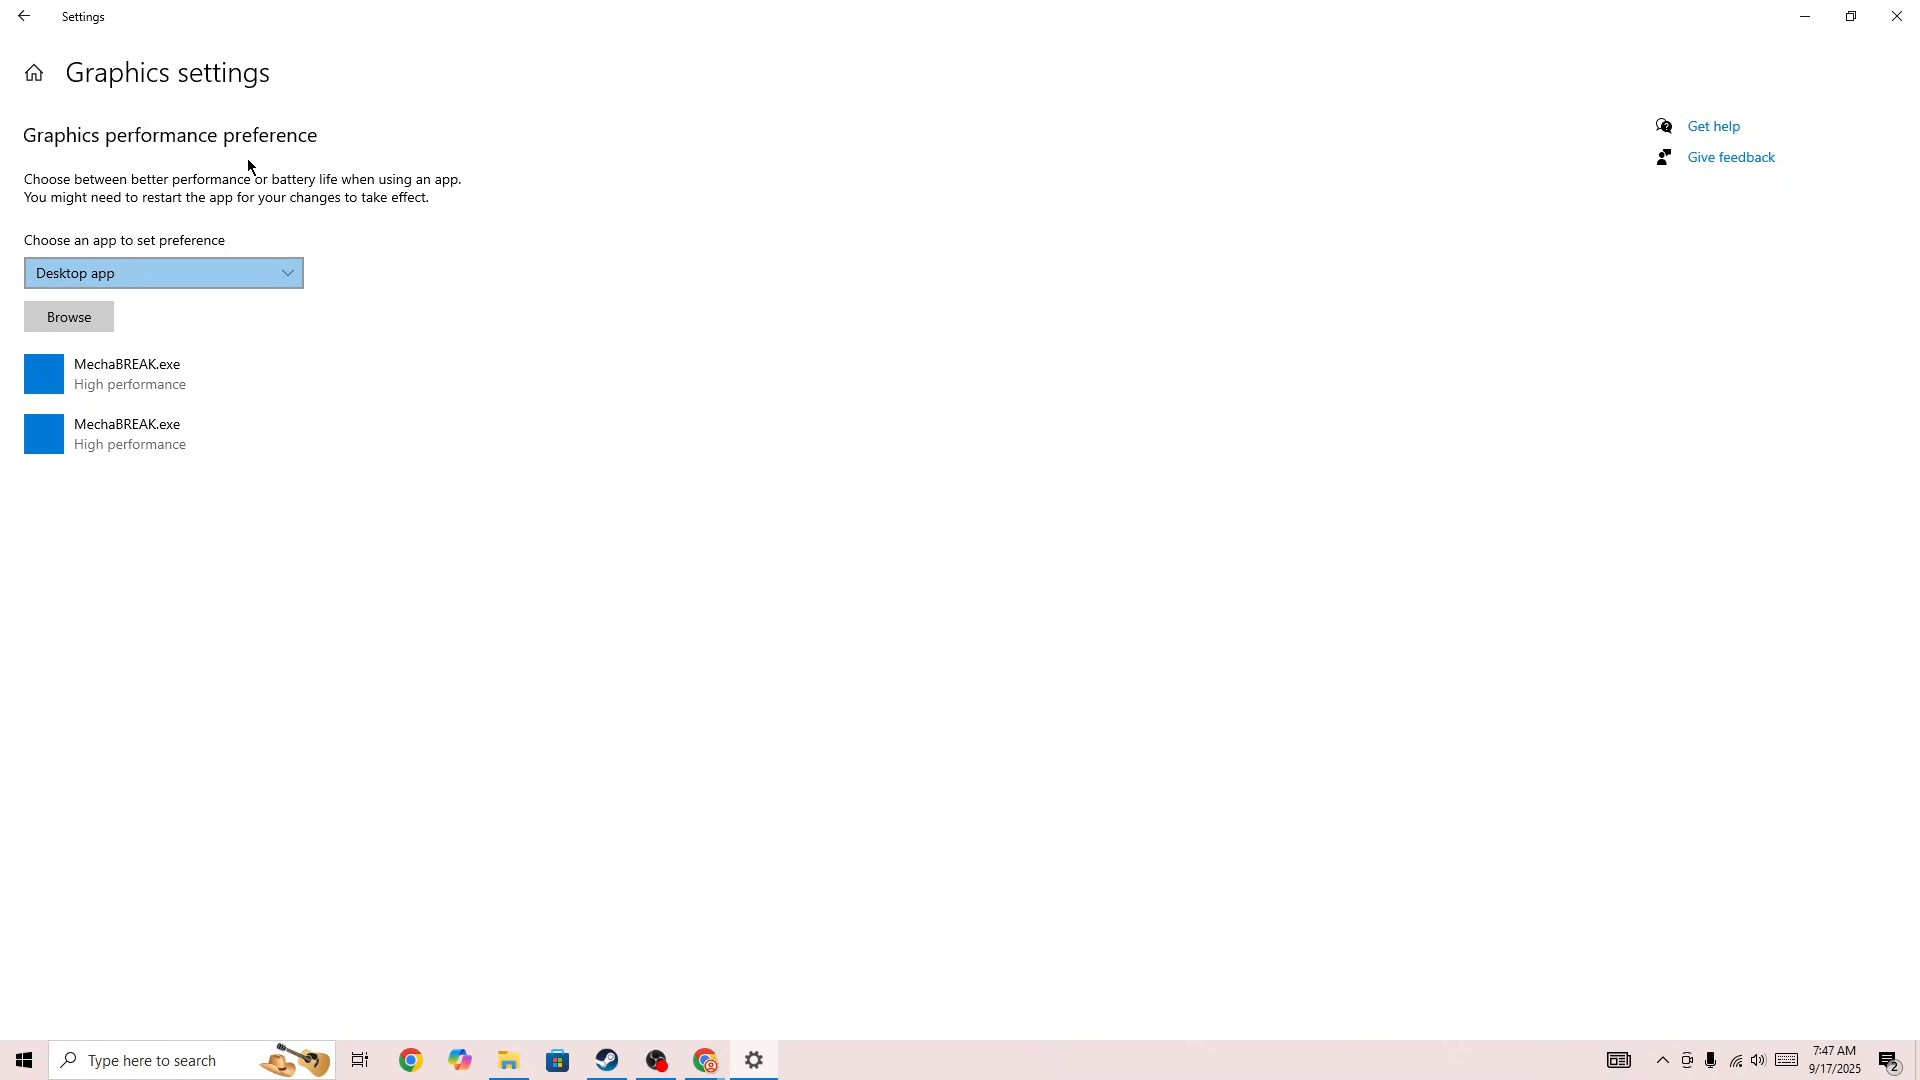 Settings
Graphics settings
Graphics performance preference
Choose between better performance or battery life when using an app.
You might need to restart the app for your changes to take effect.
Choose an app to set preference
Desktop app
Browse
MechaBREAK.exe
High performance
MechaBREAK.exe
High performance
Get help
Give feedback
Type here to search
7:47 AM
9/17/2025
2